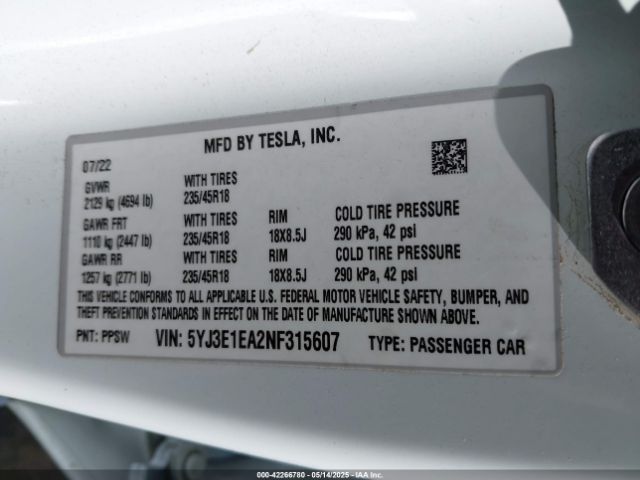 MFD BY TESLA, INC.
07/22
GVWR WITH TIRES
2129 kg (4694 lb) 235/45R18
GAWR FRT WITH TIRES RIM COLD TIRE PRESSURE
1110 kg (2447 lb) 235/45R18 18X8.5J 290 kPa, 42 psi
GAWR RR WITH TIRES RIM COLD TIRE PRESSURE
1257 kg (2771 lb) 235/45R18 18X8.5J 290 kPa, 42 psi
THIS VEHICLE CONFORMS TO ALL APPLICABLE U.S. FEDERAL MOTOR VEHICLE SAFETY, BUMPER, AND
THEFT PREVENTION STANDARDS IN EFFECT ON THE DATE OF MANUFACTURE SHOWN ABOVE.
PNT: PPSW VIN: 5YJ3E1EA2NF315607 TYPE: PASSENGER CAR
000-42266780 - 05/14/2025 - IAAI.COM